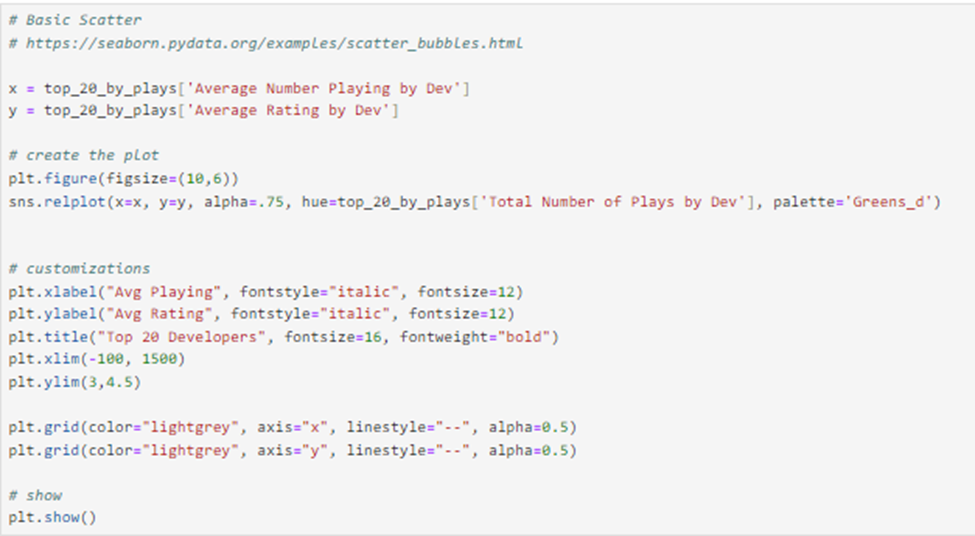 # Basic Scatter
# https://seaborn.pydata.org/examples/scatter_bubbles.html
x = top_20_by_plays['Average Number Playing by Dev']
y = top_20_by_plays['Average Rating by Dev']
# create the plot
plt.figure(figsize=(10,6))
sns.relplot(x=x, y=y, alpha=.75, hue=top_20_by_plays['Total Number of Plays by Dev'], palette='Greens_d')
# customizations
plt.xlabel("Avg Playing", fontstyle="italic", fontsize=12)
plt.ylabel("Avg Rating", fontstyle="italic", fontsize=12)
plt.title("Top 20 Developers", fontsize=16, fontweight="bold")
plt.xlim(-100, 1500)
plt.ylim(3,4.5)
plt.grid(color="lightgrey", axis="x", linestyle="--", alpha=0.5)
plt.grid(color="lightgrey", axis="y", linestyle="--", alpha=0.5)
# show
plt.show()